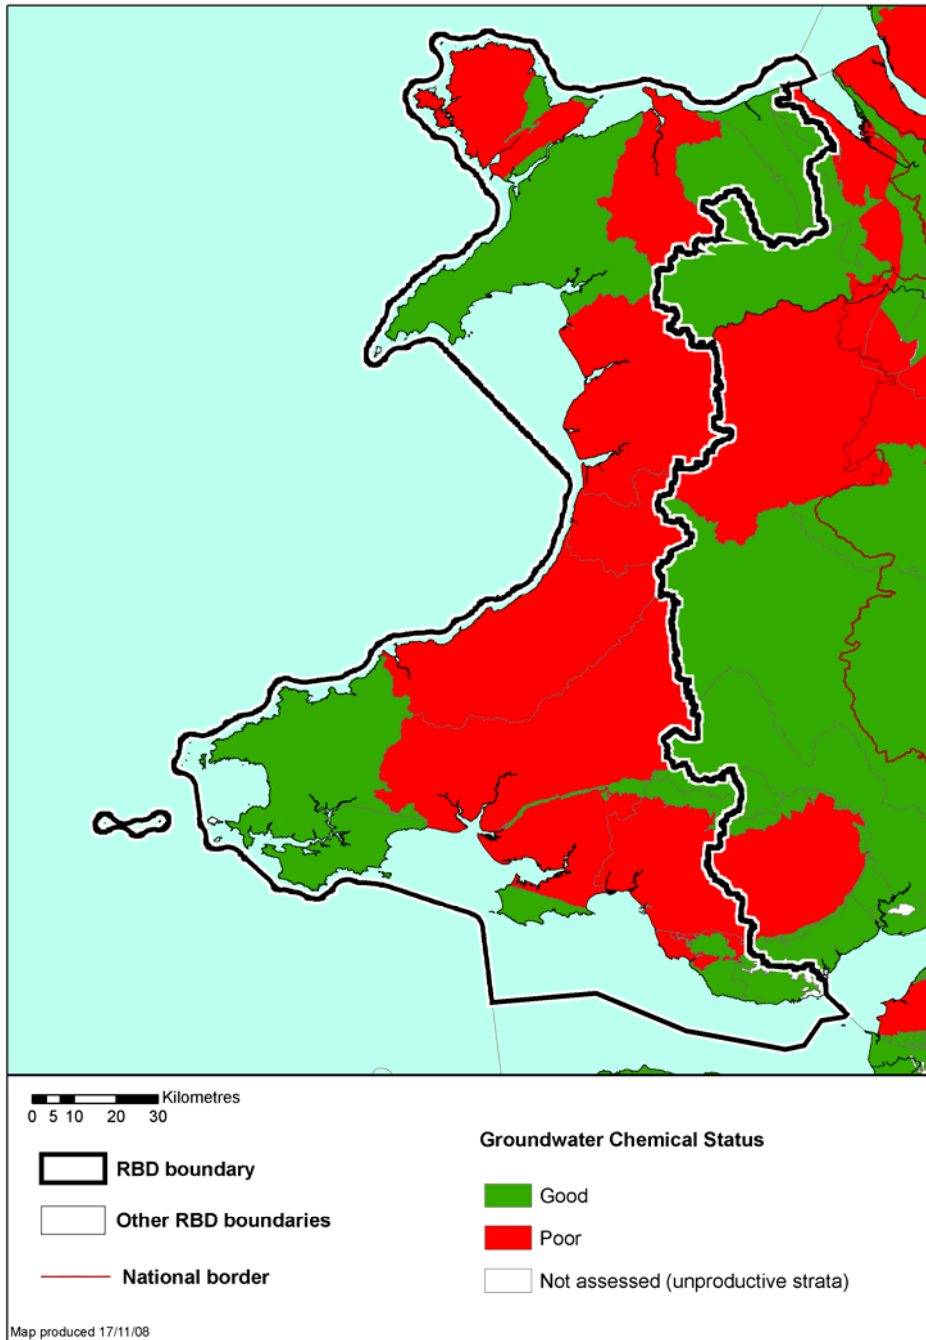 Kilometres
0 5 10 20 30
RBD boundary
Other RBD boundaries
National border
Groundwater Chemical Status
Good
Poor
Not assessed (unproductive strata)
Map produced 17/11/08